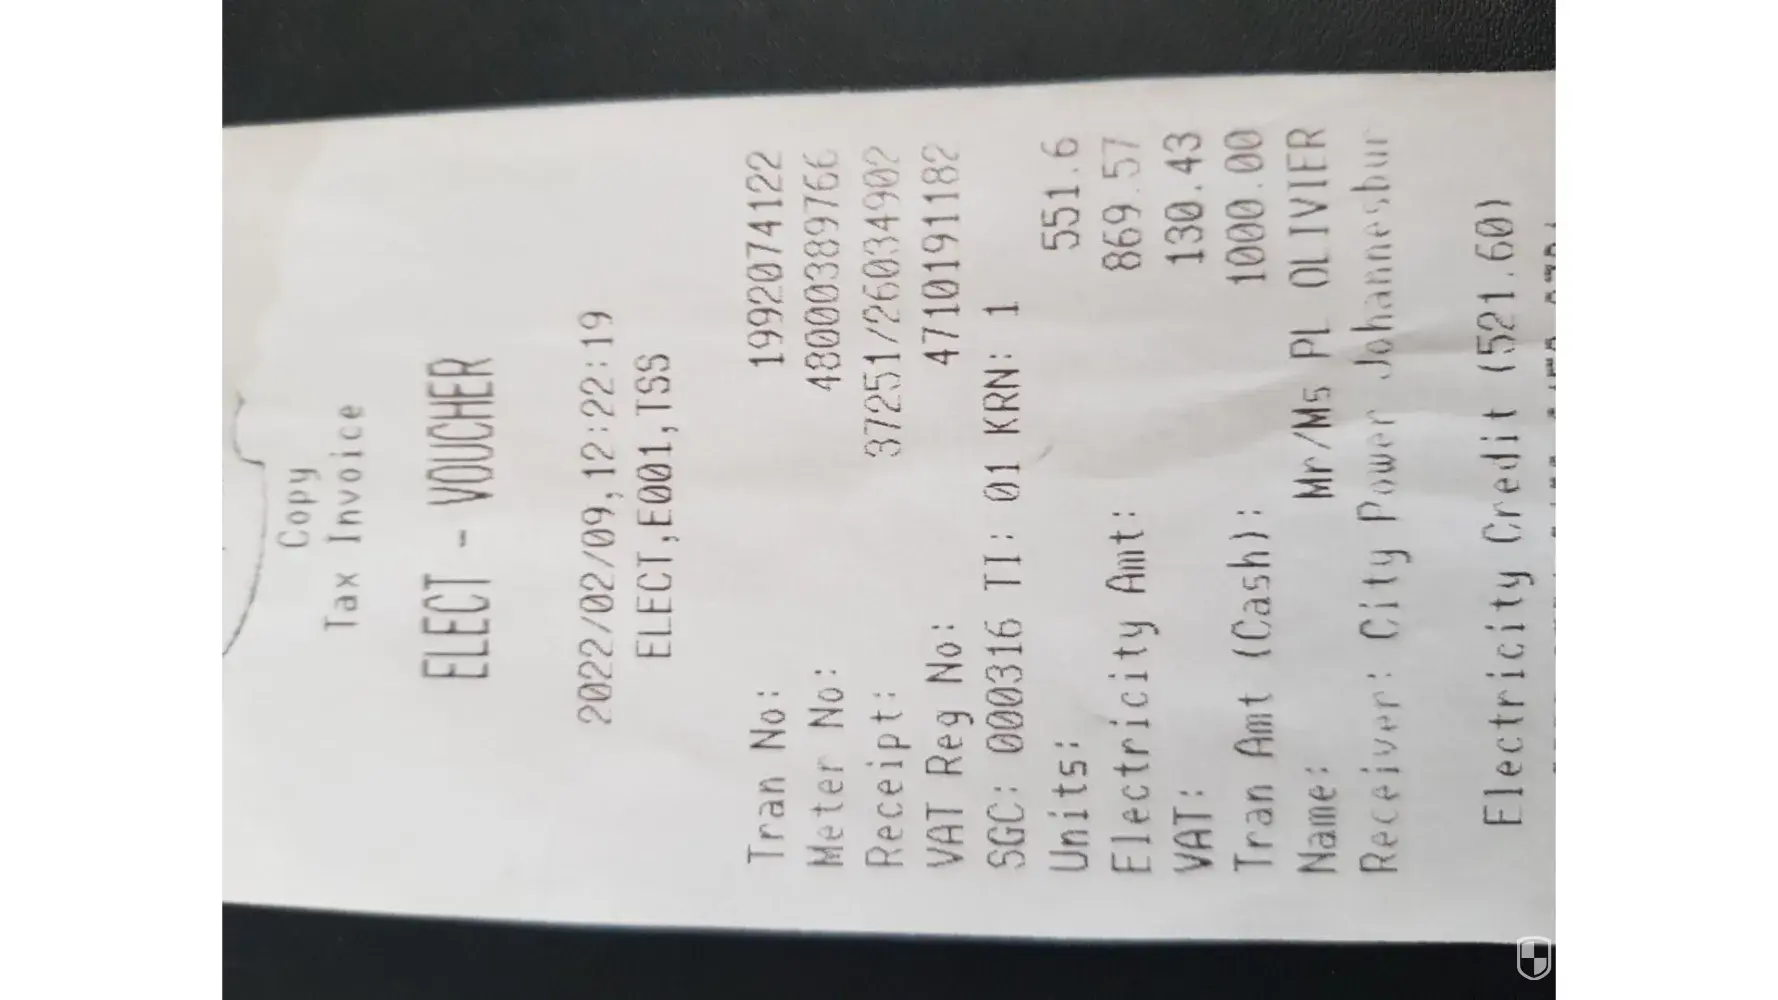 Copy
Tax Invoice
ELECT - VOUCHER
2022/02/09,12:22:19
ELECT,E001,TSS
Tran No: 1992074122
Meter No: 48000389766
Receipt: 37251/26034902
VAT Reg No: 4710191182
SGC: 000316 TI: 01 KRN: 1
Units: 551.6
Electricity Amt: 869.57
VAT: 130.43
Tran Amt (Cash): 1000.00
Name: Mr/Ms PL OLIVIER
Receiver: City Power Johannesbur
Electricity Credit (521.60)